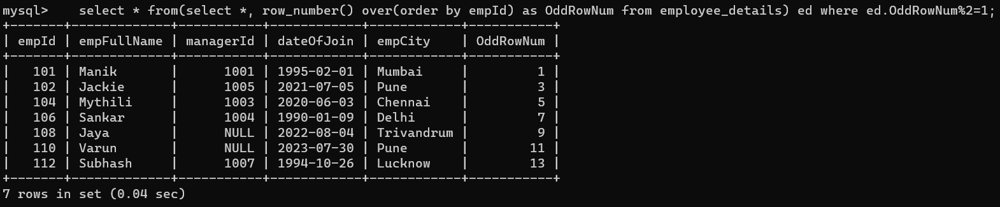 mysql>    select * from(select *, row_number() over(order by empId) as OddRowNum from employee_details) ed where ed.OddRowNum%2=1;
+-------+-------------+-----------+------------+------------+-----------+
| empId | empFullName | managerId | dateOfJoin | empCity    | OddRowNum |
+-------+-------------+-----------+------------+------------+-----------+
|   101 | Manik       |      1001 | 1995-02-01 | Mumbai     |         1 |
|   102 | Jackie      |      1005 | 2021-07-05 | Pune       |         3 |
|   104 | Mythili     |      1003 | 2020-06-03 | Chennai    |         5 |
|   106 | Sankar      |      1004 | 1990-01-09 | Delhi      |         7 |
|   108 | Jaya        |      NULL | 2022-08-04 | Trivandrum |         9 |
|   110 | Varun       |      NULL | 2023-07-30 | Pune       |        11 |
|   112 | Subhash     |      1007 | 1994-10-26 | Lucknow    |        13 |
+-------+-------------+-----------+------------+------------+-----------+
7 rows in set (0.04 sec)